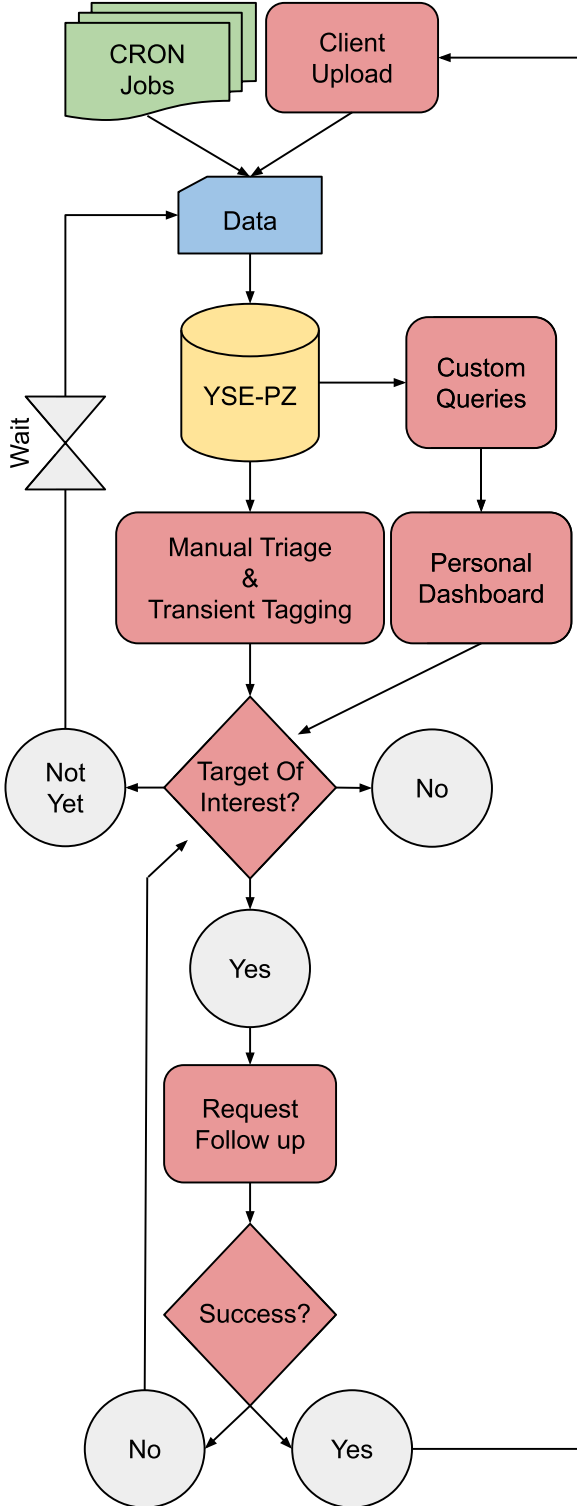 CRON
Jobs
Client
Upload
Data
YSE-PZ
Custom
Queries
Wait
Manual Triage
&
Transient Tagging
Personal
Dashboard
Target Of
Interest?
Not
Yet
No
Yes
Request
Follow up
Success?
No
Yes